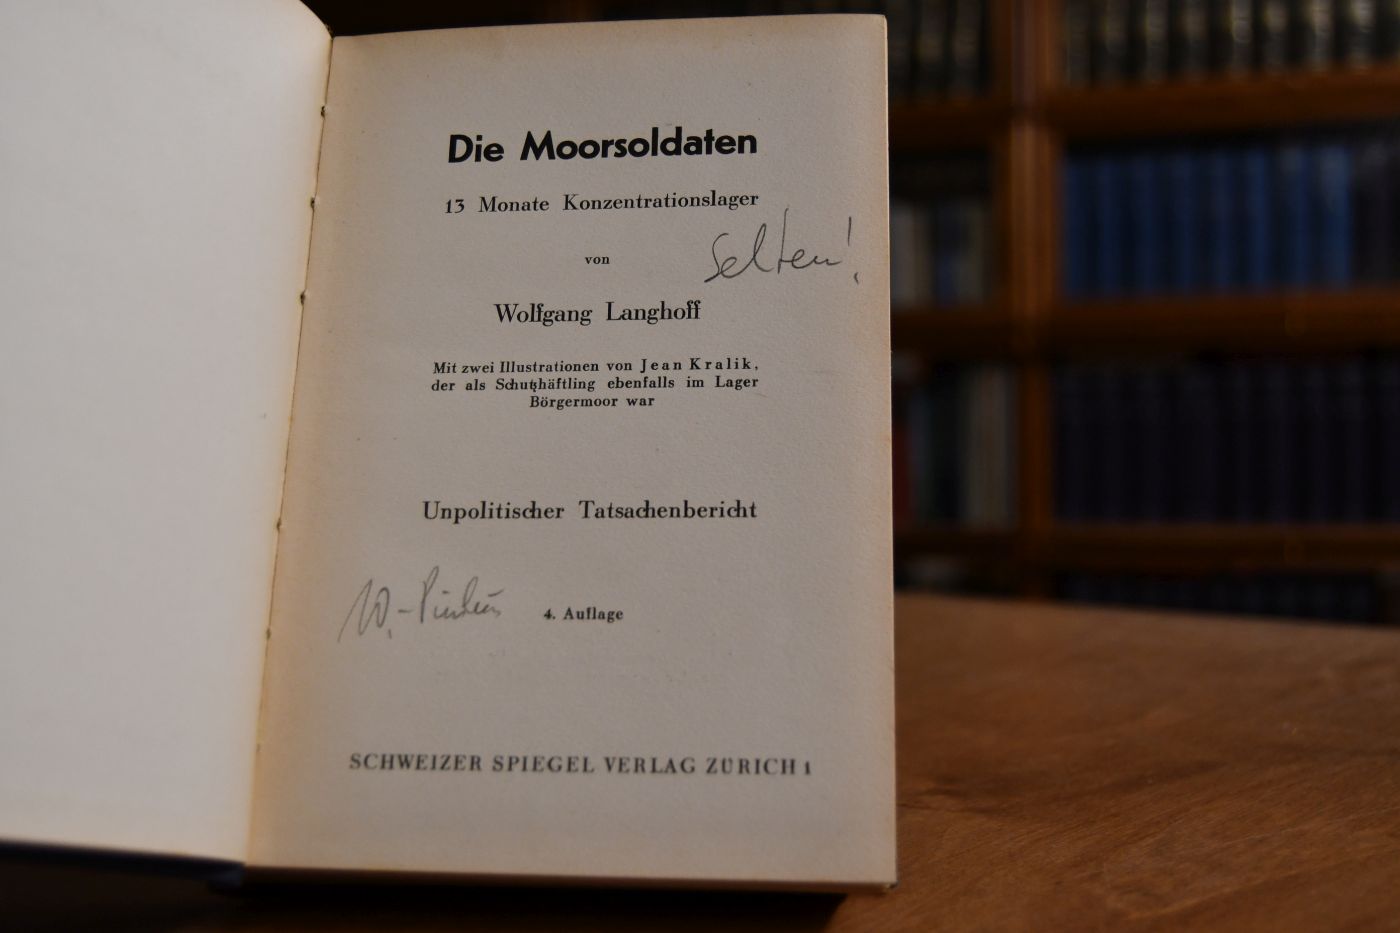 Die Moorsoldaten
13 Monate Konzentrationslager
Selten!
von
Wolfgang Langhoff
Mit zwei Illustrationen von Jean Kralik,
der als Schutzhäftling ebenfalls im Lager
Börgermoor war
Unpolitischer Tatsachenbericht
4. Auflage
SCHWEIZER SPIEGEL VERLAG ZÜRICH 1